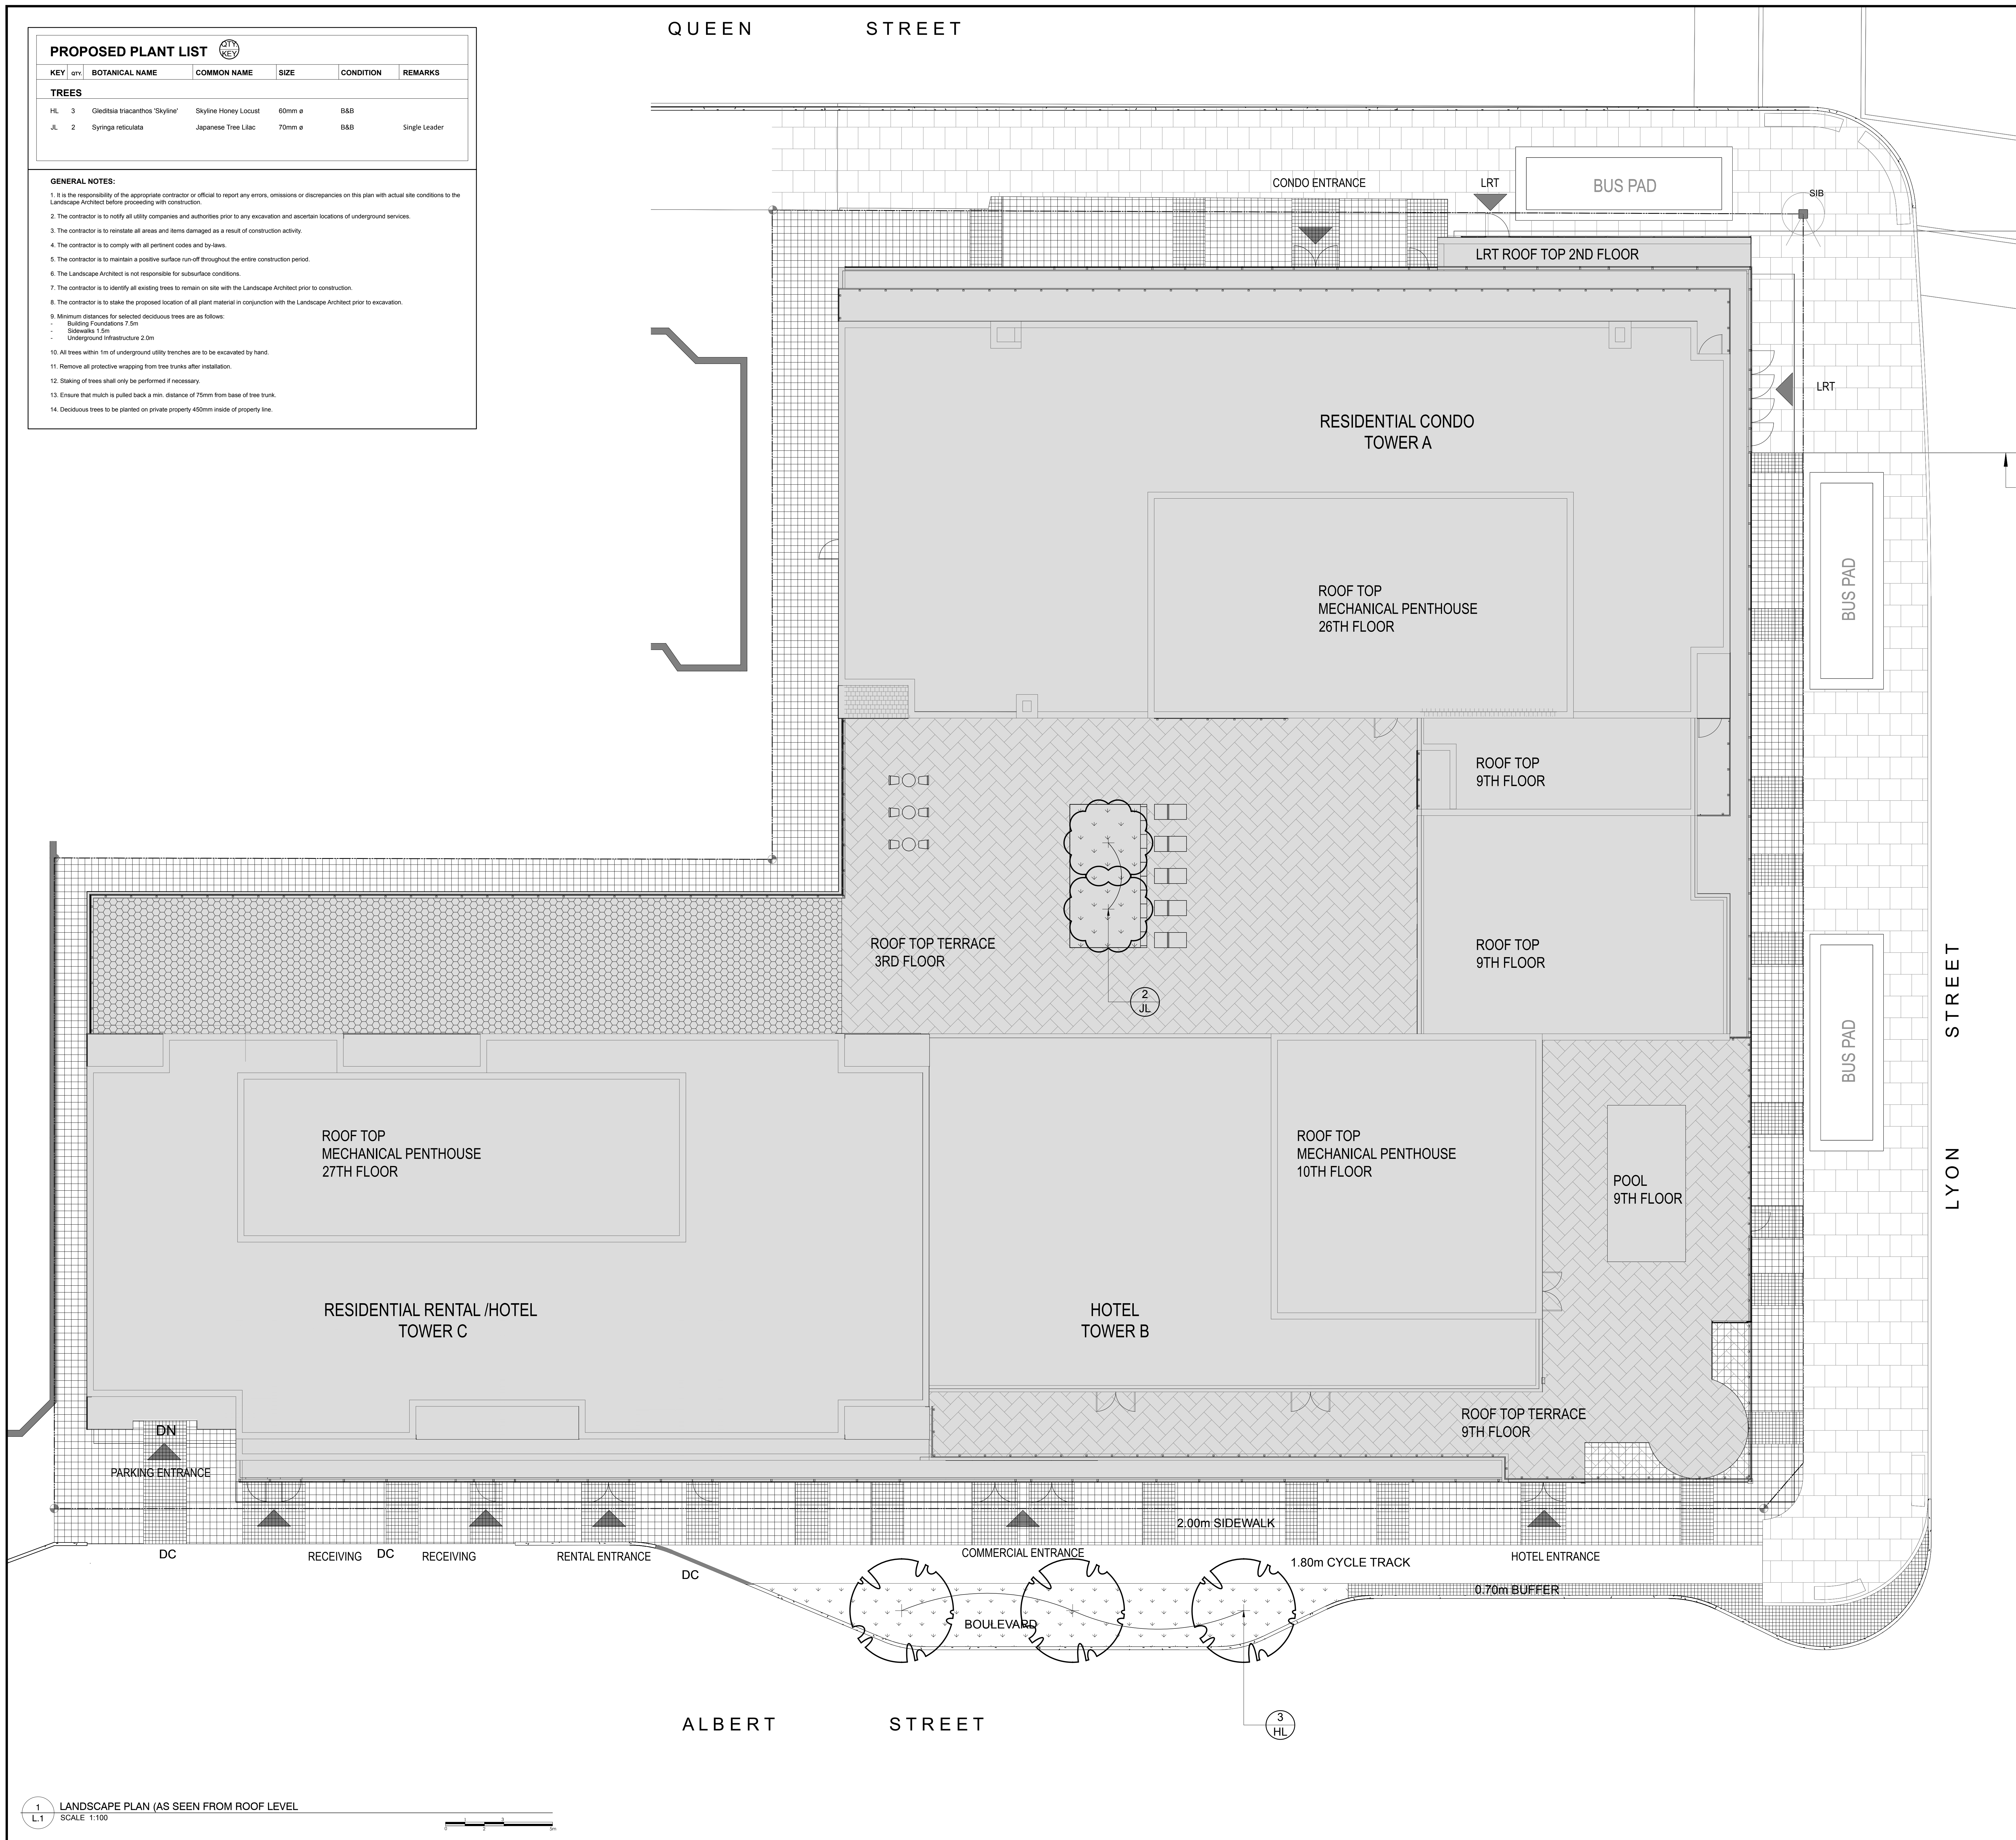 QUEEN STREET
PROPOSED PLANT LIST
QTY
KEY
KEY QTY. BOTANICAL NAME COMMON NAME SIZE CONDITION REMARKS
TREES
HL 3 Gleditsia triacanthos 'Skyline' Skyline Honey Locust 60mm ø B&B
JL 2 Syringa reticulata Japanese Tree Lilac 70mm ø B&B Single Leader
GENERAL NOTES:
1. It is the responsibility of the appropriate contractor or official to report any errors, omissions or discrepancies on this plan with actual site conditions to the
Landscape Architect before proceeding with construction.
2. The contractor is to notify all utility companies and authorities prior to any excavation and ascertain locations of underground services.
3. The contractor is to reinstate all areas and items damaged as a result of construction activity.
4. The contractor is to comply with all pertinent codes and by-laws.
5. The contractor is to maintain a positive surface run-off throughout the entire construction period.
6. The Landscape Architect is not responsible for subsurface conditions.
7. The contractor is to identify all existing trees to remain on site with the Landscape Architect prior to construction.
8. The contractor is to stake the proposed location of all plant material in conjunction with the Landscape Architect prior to excavation.
9. Minimum distances for selected deciduous trees are as follows:
- Building Foundations 7.5m
- Sidewalks 1.5m
- Underground Infrastructure 2.0m
10. All trees within 1m of underground utility trenches are to be excavated by hand.
11. Remove all protective wrapping from tree trunks after installation.
12. Staking of trees shall only be performed if necessary.
13. Ensure that mulch is pulled back a min. distance of 75mm from base of tree trunk.
14. Deciduous trees to be planted on private property 450mm inside of property line.
CONDO ENTRANCE
LRT
BUS PAD
SIB
LRT ROOF TOP 2ND FLOOR
LRT
RESIDENTIAL CONDO
TOWER A
ROOF TOP
MECHANICAL PENTHOUSE
26TH FLOOR
BUS PAD
ROOF TOP
9TH FLOOR
ROOF TOP TERRACE
3RD FLOOR
ROOF TOP
9TH FLOOR
2
JL
BUS PAD
LYON STREET
ROOF TOP
MECHANICAL PENTHOUSE
27TH FLOOR
ROOF TOP
MECHANICAL PENTHOUSE
10TH FLOOR
POOL
9TH FLOOR
RESIDENTIAL RENTAL /HOTEL
TOWER C
HOTEL
TOWER B
ROOF TOP TERRACE
9TH FLOOR
DN
PARKING ENTRANCE
2.00m SIDEWALK
DC
RECEIVING
DC
RECEIVING
RENTAL ENTRANCE
COMMERCIAL ENTRANCE
HOTEL ENTRANCE
1.80m CYCLE TRACK
DC
0.70m BUFFER
BOULEVARD
ALBERT STREET
3
HL
1
L.1
LANDSCAPE PLAN (AS SEEN FROM ROOF LEVEL
SCALE 1:100
1 3
0 2 5m